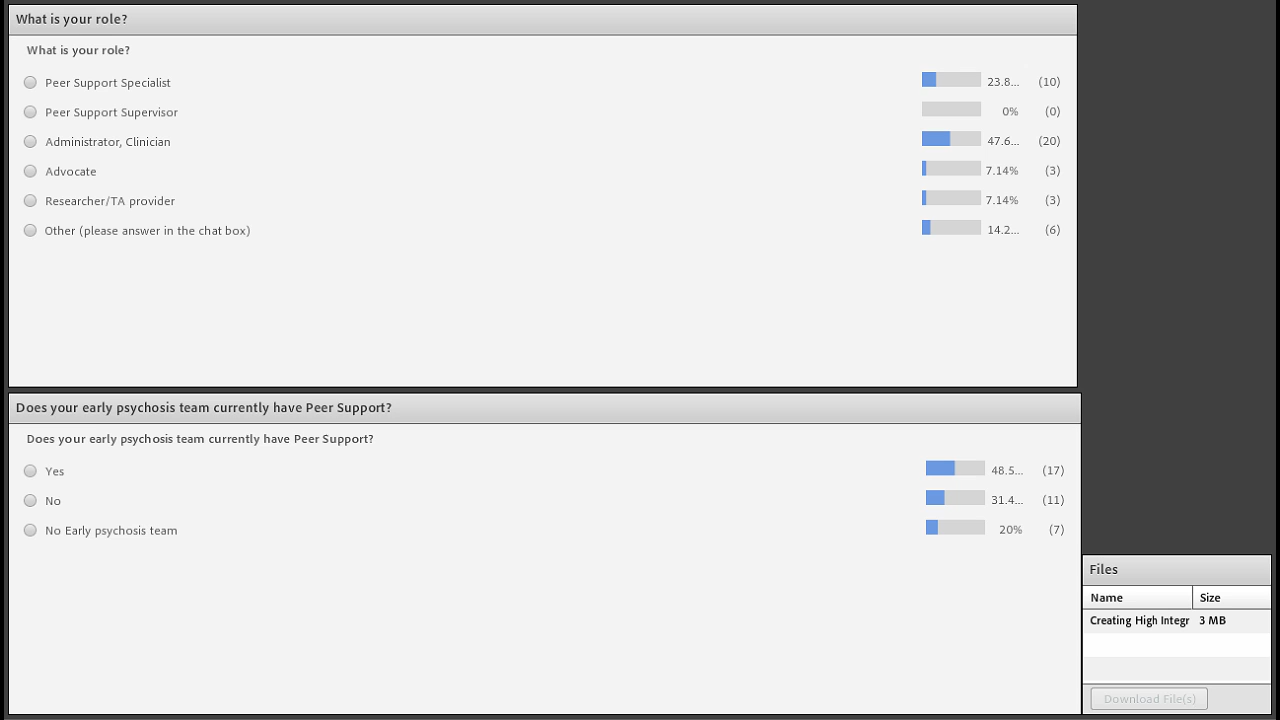 What is your role?
What is your role?
Peer Support Specialist 23.8... (10)
Peer Support Supervisor 0% (0)
Administrator, Clinician 47.6... (20)
Advocate 7.14% (3)
Researcher/TA provider 7.14% (3)
Other (please answer in the chat box) 14.2... (6)
Does your early psychosis team currently have Peer Support?
Does your early psychosis team currently have Peer Support?
Yes 48.5... (17)
No 31.4... (11)
No Early psychosis team 20% (7)
Files
Name Size
Creating High Integr 3 MB
Download File(s)